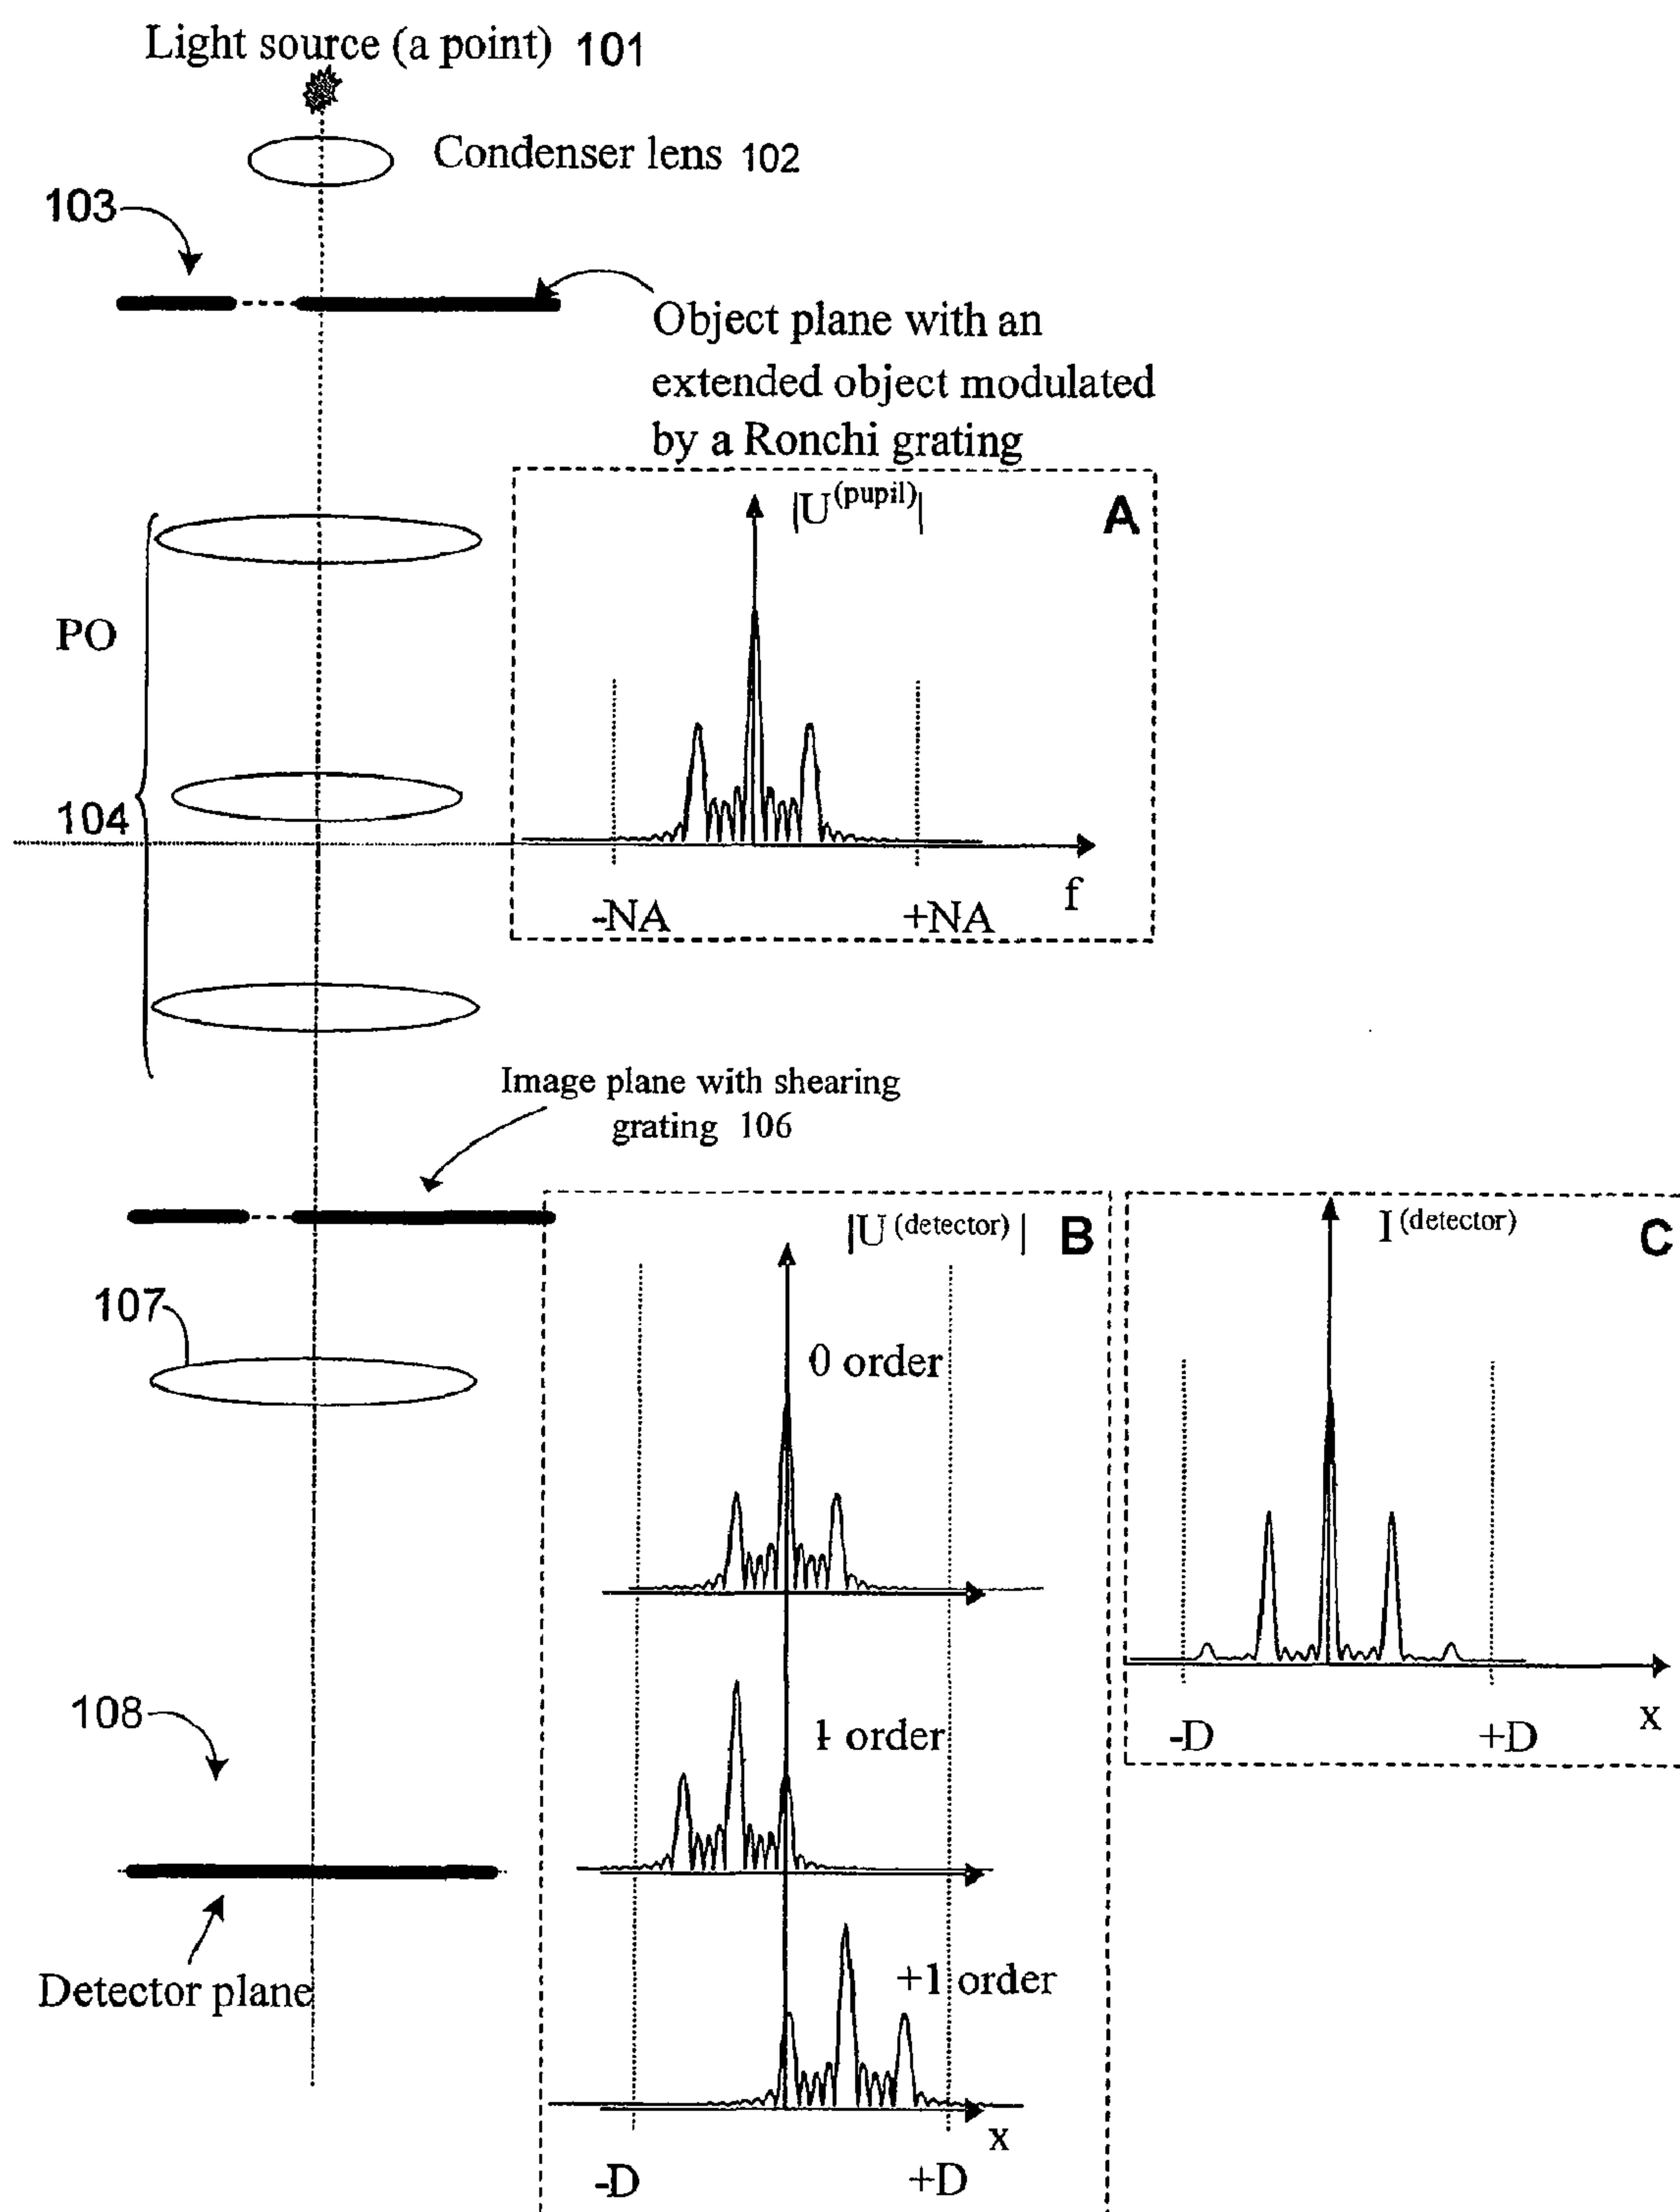 Light source (a point) 101
Condenser lens 102
103
Object plane with an
extended object modulated
by a Ronchi grating
|U(pupil)|
A
PO
104
f
-NA
+NA
Image plane with shearing
grating 106
|U (detector) |
B
I (detector)
C
107
0 order
108
1 order
x
-D
+D
+1 order
Detector plane
x
-D
+D